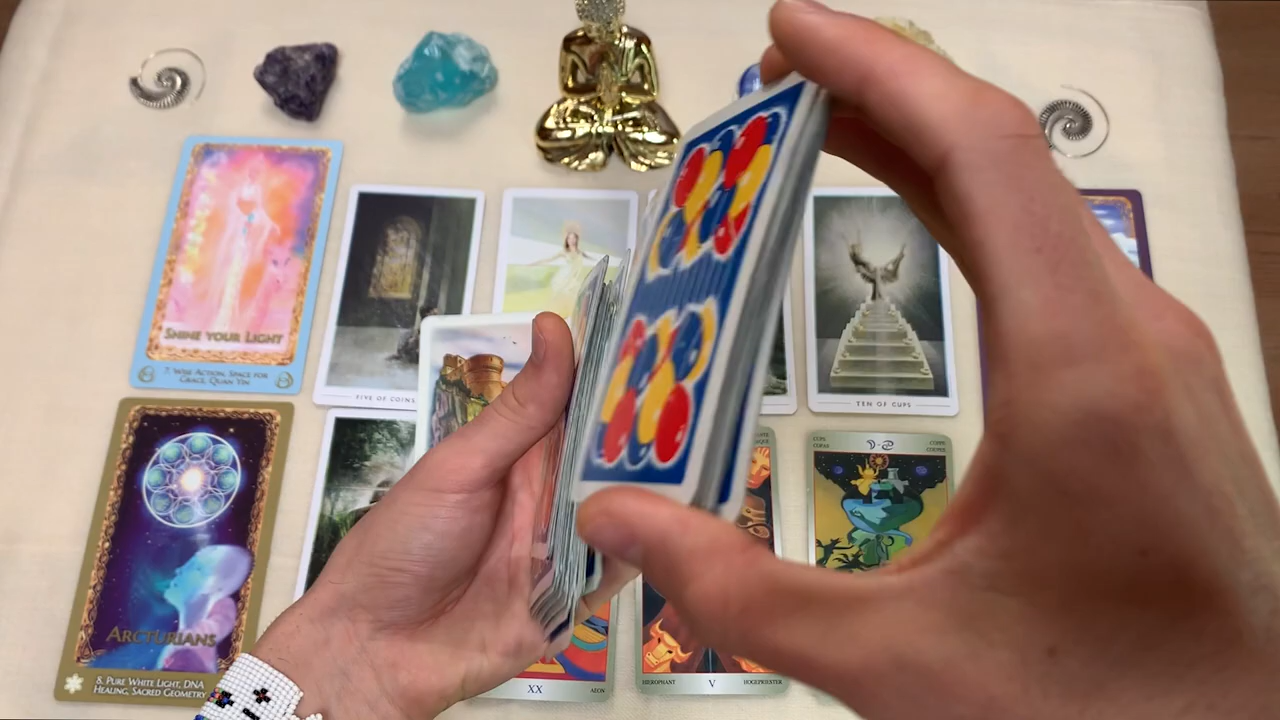 SHINE YOUR LIGHT
7. WISE ACTION, SPACE FOR
GRACE, QUAN YIN
FIVE OF COINS
TEN OF CUPS
ARCTURIANS
8. PURE WHITE LIGHT, DNA
HEALING, SACRED GEOMETRY
XX
AEON
HIEROPHANT
V
HOGEPRIESTER
CUPS
COPAS